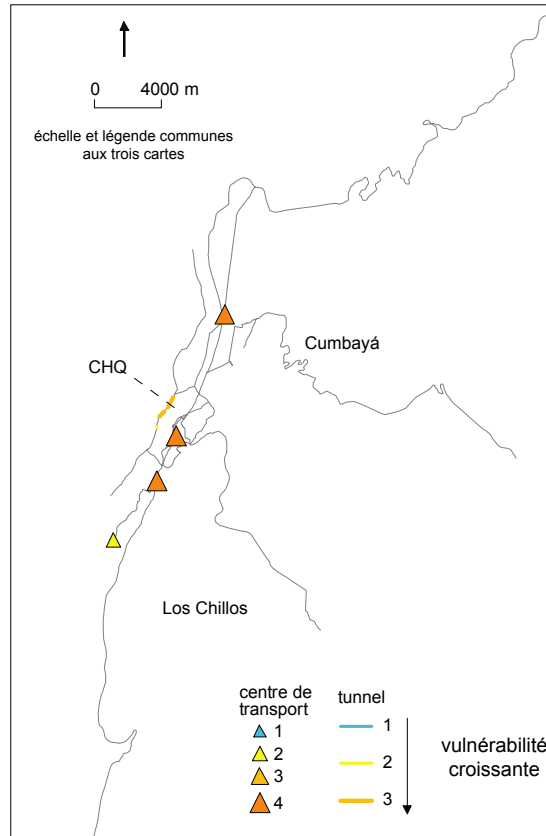 0 4000 m
échelle et légende communes
aux trois cartes
Cumbayá
CHQ
Los Chillos
centre de
transport
tunnel
1
2
3
4
1
2
3
vulnérabilité
croissante